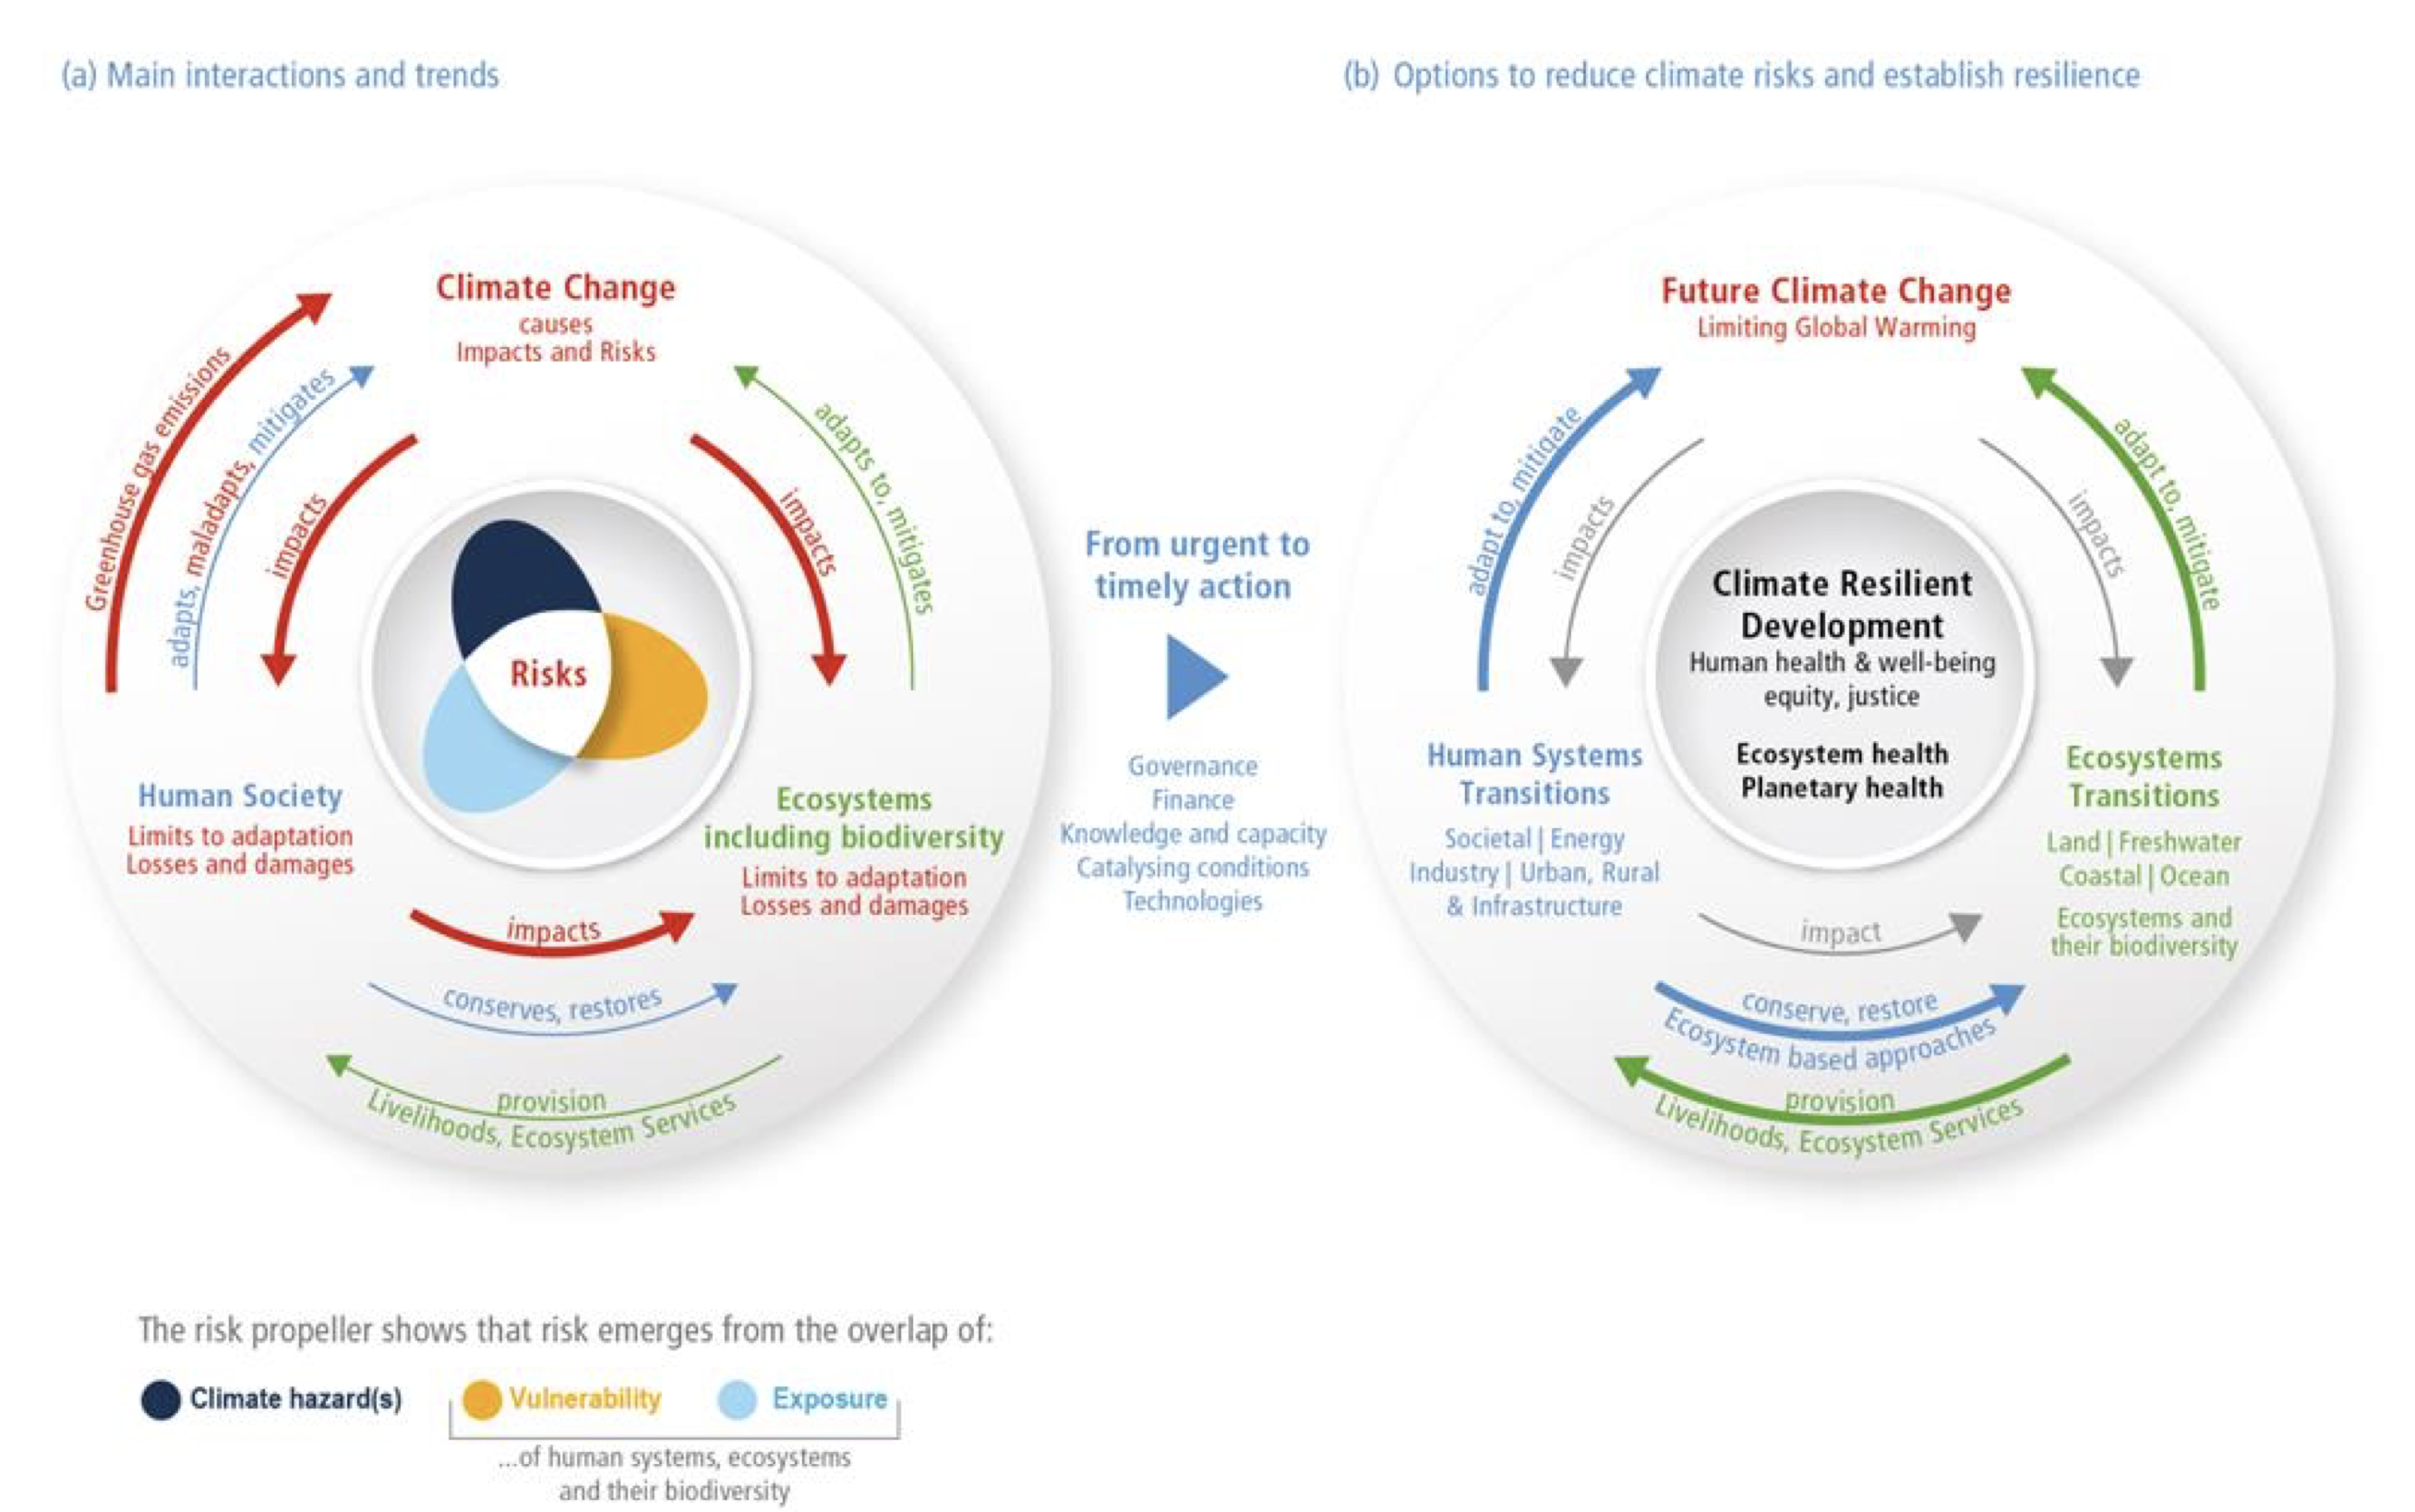 (a) Main interactions and trends
Climate Change
causes
Impacts and Risks
Greenhouse gas emissions
adapts, maladapts, mitigates
impacts
impacts
adapts to, mitigates
Risks
Human Society
Limits to adaptation
Losses and damages
Ecosystems
including biodiversity
Limits to adaptation
Losses and damages
impacts
conserves, restores
provision
Livelihoods, Ecosystem Services
From urgent to
timely action
Governance
Finance
Knowledge and capacity
Catalysing conditions
Technologies
(b) Options to reduce climate risks and establish resilience
Future Climate Change
Limiting Global Warming
adapt to, mitigate
impacts
impacts
adapt to, mitigate
Climate Resilient
Development
Human health & well-being
equity, justice
Ecosystem health
Planetary health
Human Systems
Transitions
Societal | Energy
Industry | Urban, Rural
& Infrastructure
Ecosystems
Transitions
Land | Freshwater
Coastal | Ocean
Ecosystems and
their biodiversity
impact
conserve, restore
Ecosystem based approaches
provision
Livelihoods, Ecosystem Services
The risk propeller shows that risk emerges from the overlap of:
Climate hazard(s)
Vulnerability
Exposure
...of human systems, ecosystems
and their biodiversity